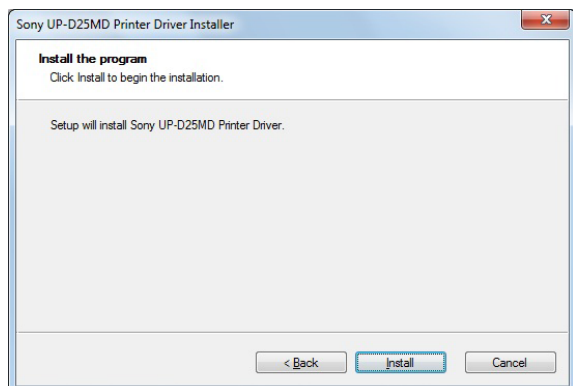 Sony UP-D25MD Printer Driver Installer
Install the program
Click Install to begin the installation.
Setup will install Sony UP-D25MD Printer Driver.
< Back
Install
Cancel